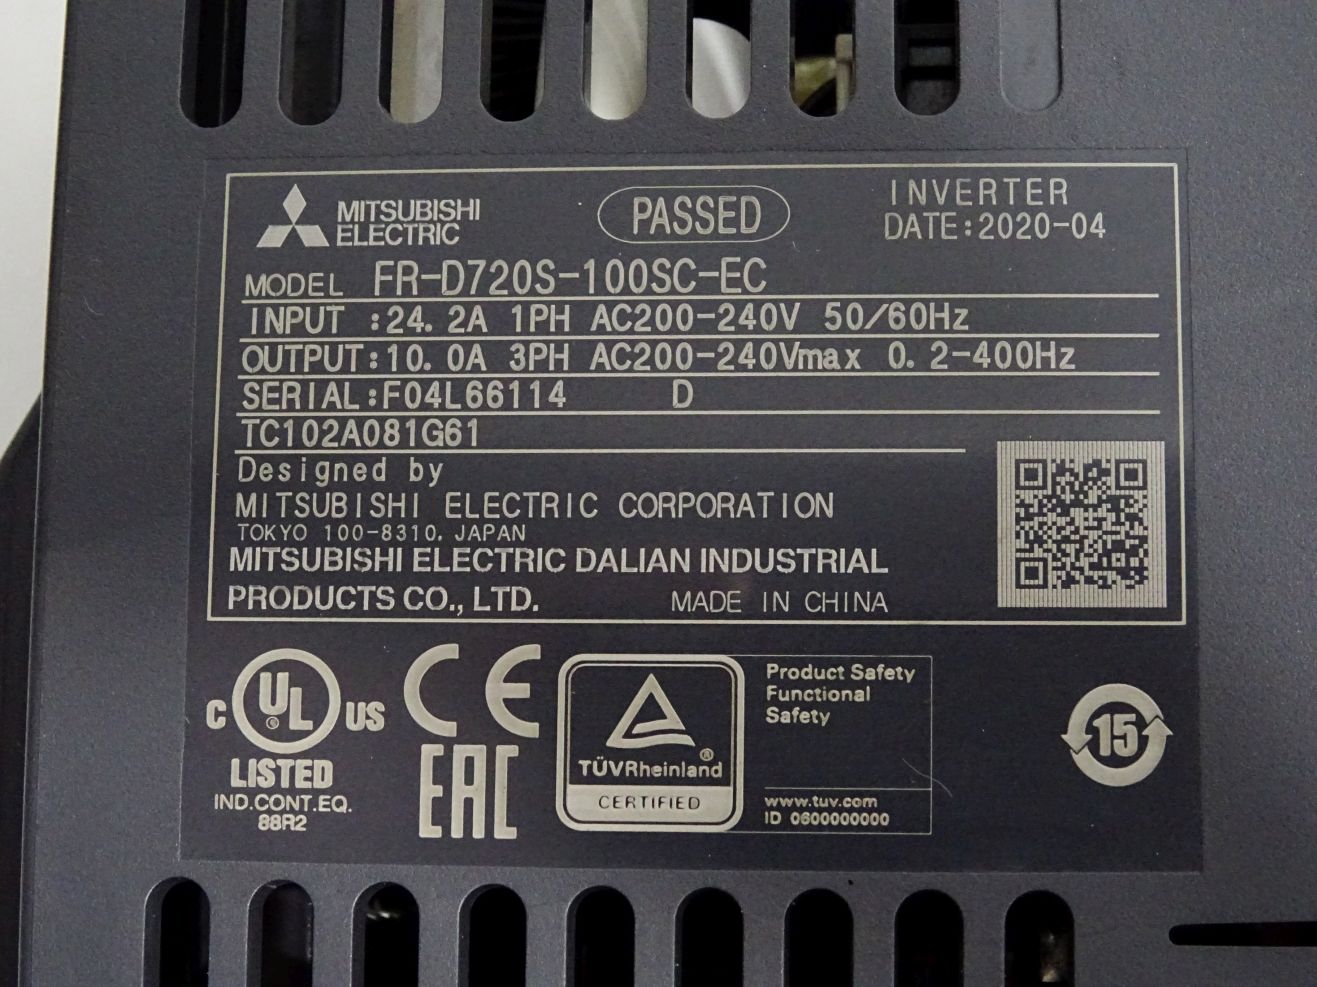 MITSUBISHI
ELECTRIC
PASSED
INVERTER
DATE:2020-04
MODEL FR-D720S-100SC-EC
INPUT :24.2A 1PH AC200-240V 50/60Hz
OUTPUT:10.0A 3PH AC200-240Vmax 0.2-400Hz
SERIAL:F04L66114 D
TC102A081G61
Designed by
MITSUBISHI ELECTRIC CORPORATION
TOKYO 100-8310, JAPAN
MITSUBISHI ELECTRIC DALIAN INDUSTRIAL
PRODUCTS CO., LTD. MADE IN CHINA
C UL ® US
LISTED
IND.CONT.EQ.
88R2
CE
EAC
TÜVRheinland®
CERTIFIED
Product Safety
Functional
Safety
www.tuv.com
ID 0600000000
15